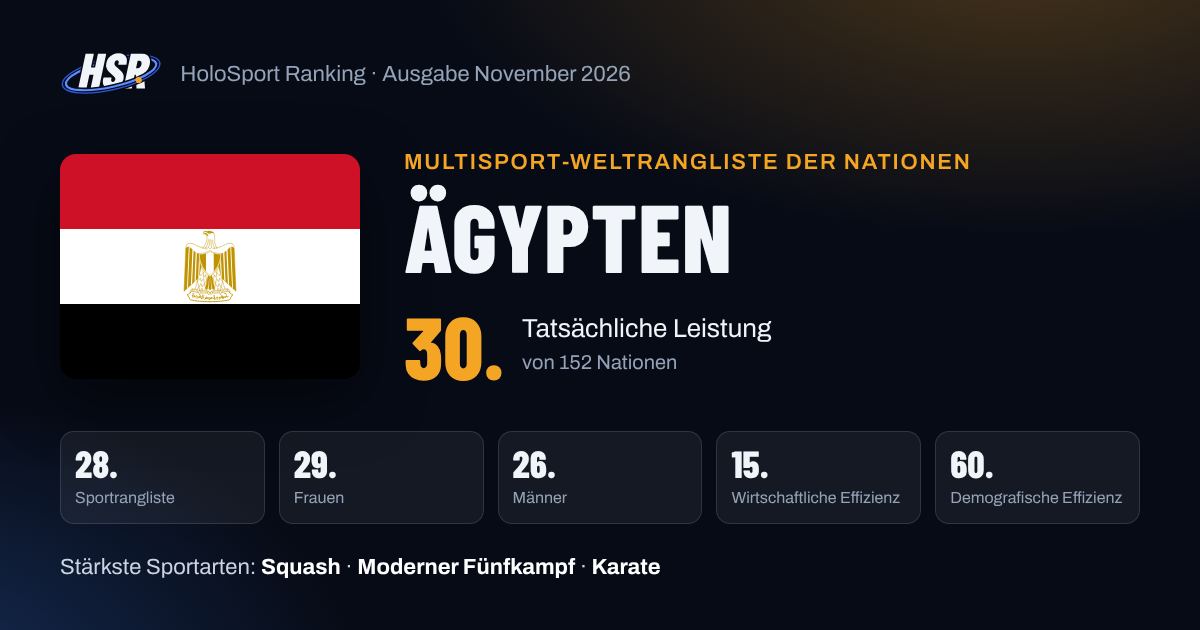 HSR HoloSport Ranking · Ausgabe November 2026
MULTISPORT-WELTRANGLISTE DER NATIONEN
ÄGYPTEN
30. Tatsächliche Leistung
von 152 Nationen
28.
Sportrangliste
29.
Frauen
26.
Männer
15.
Wirtschaftliche Effizienz
60.
Demografische Effizienz
Stärkste Sportarten: Squash · Moderner Fünfkampf · Karate